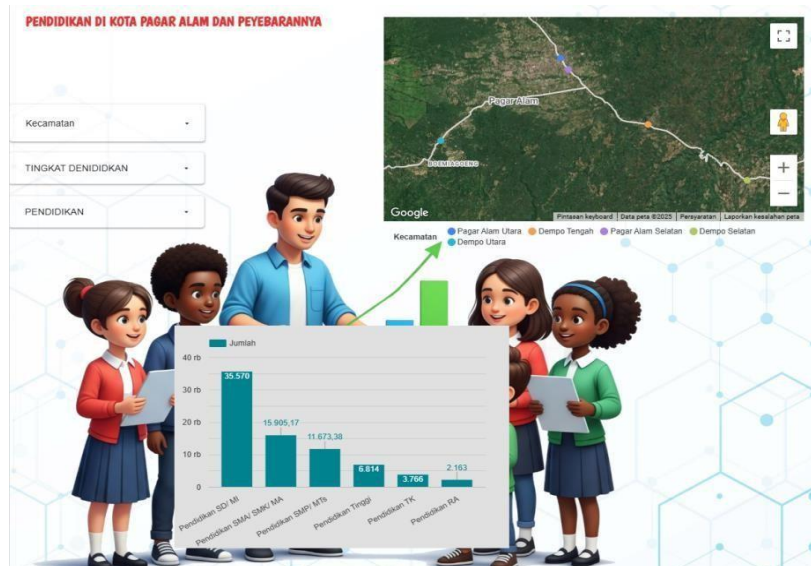 PENDIDIKAN DI KOTA PAGAR ALAM DAN PEYEBARANNYA
Kecamatan
TINGKAT DENIDIDKAN
PENDIDIKAN
Pagar Alam
BOEMIAGOENG
Google
Pintasan keyboard
Data peta ©2025
Persyaratan
Laporkan kesalahan peta
Kecamatan
Pagar Alam Utara
Dempo Tengah
Pagar Alam Selatan
Dempo Selatan
Dempo Utara
Jumlah
40 rb
30 rb
20 rb
10 rb
0
35.570
15.905,17
11.673,38
6.814
3.766
2.163
Pendidikan SD/ MI
Pendidikan SMA/ SMK/ MA
Pendidikan SMP/ MTs
Pendidikan Tinggi
Pendidikan TK
Pendidikan RA